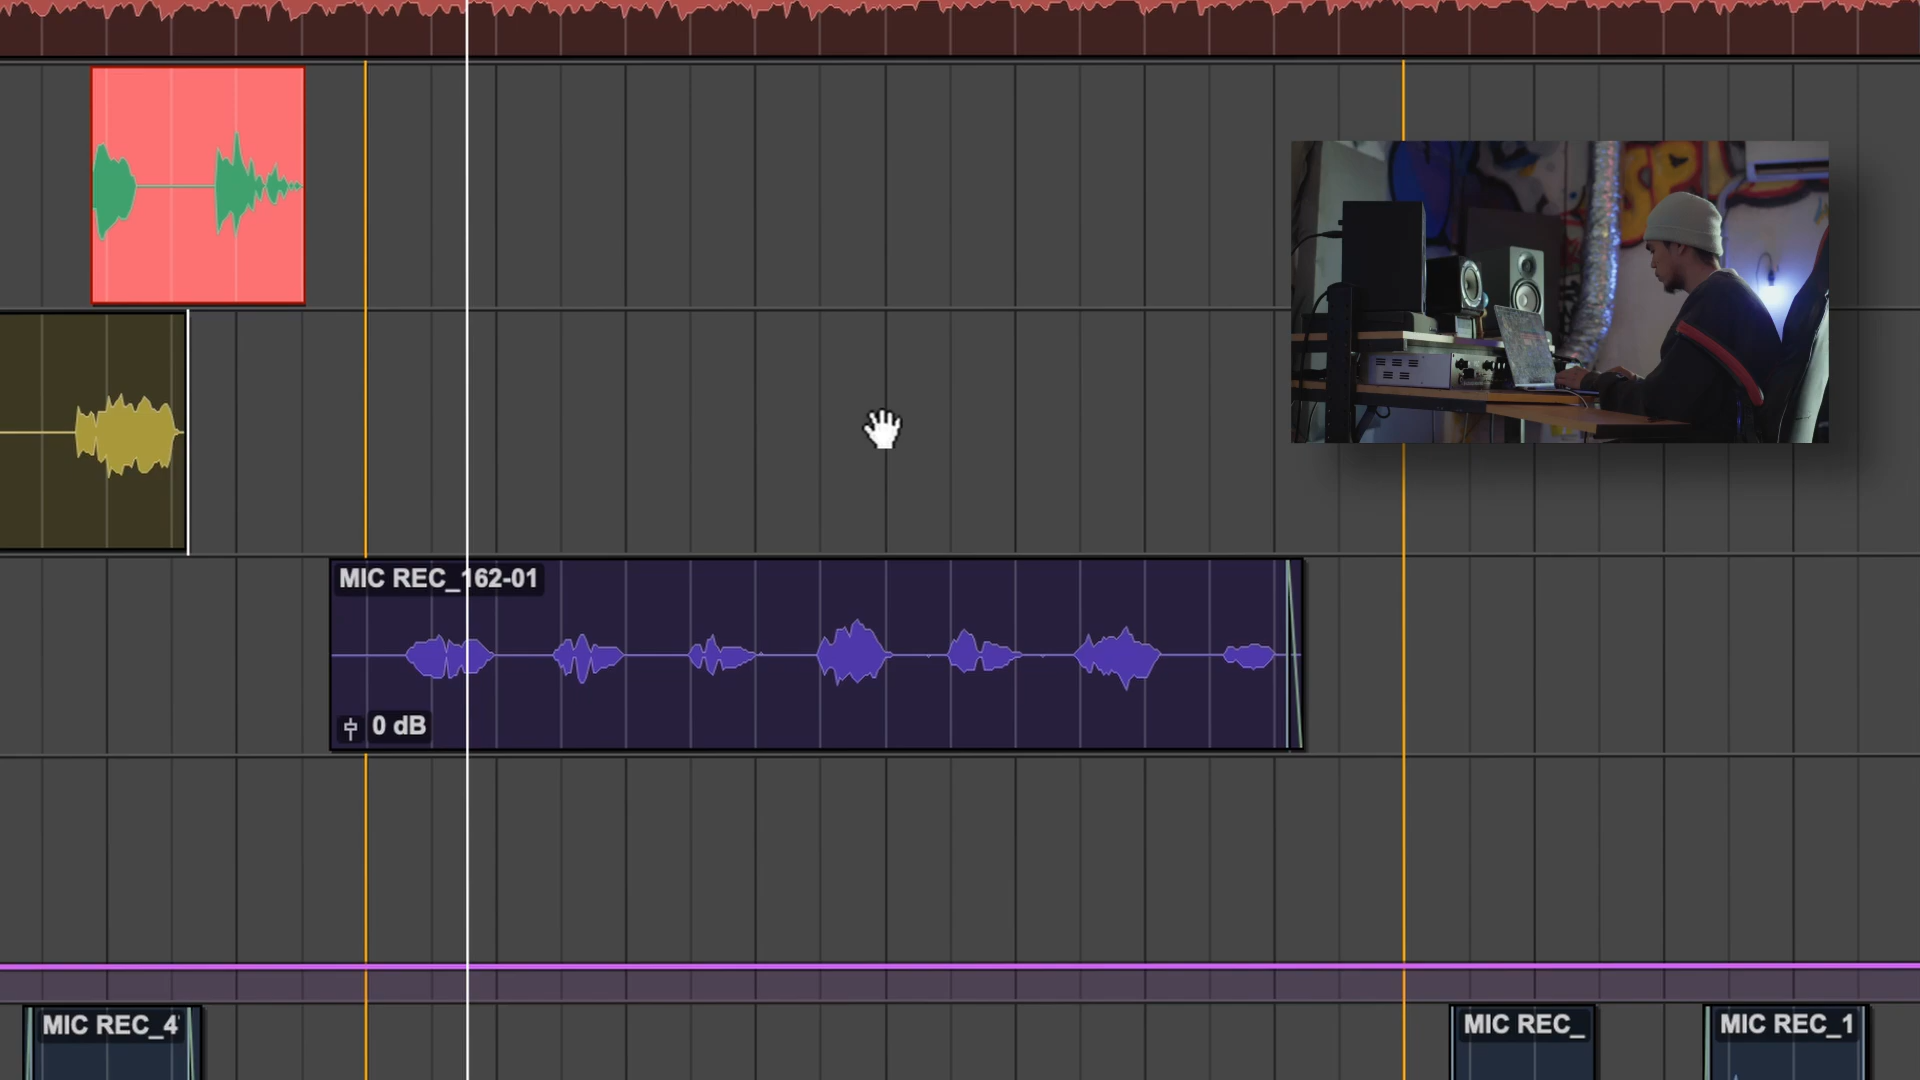 MIC REC_162-01
0 dB
MIC REC_4
MIC REC_
MIC REC_1